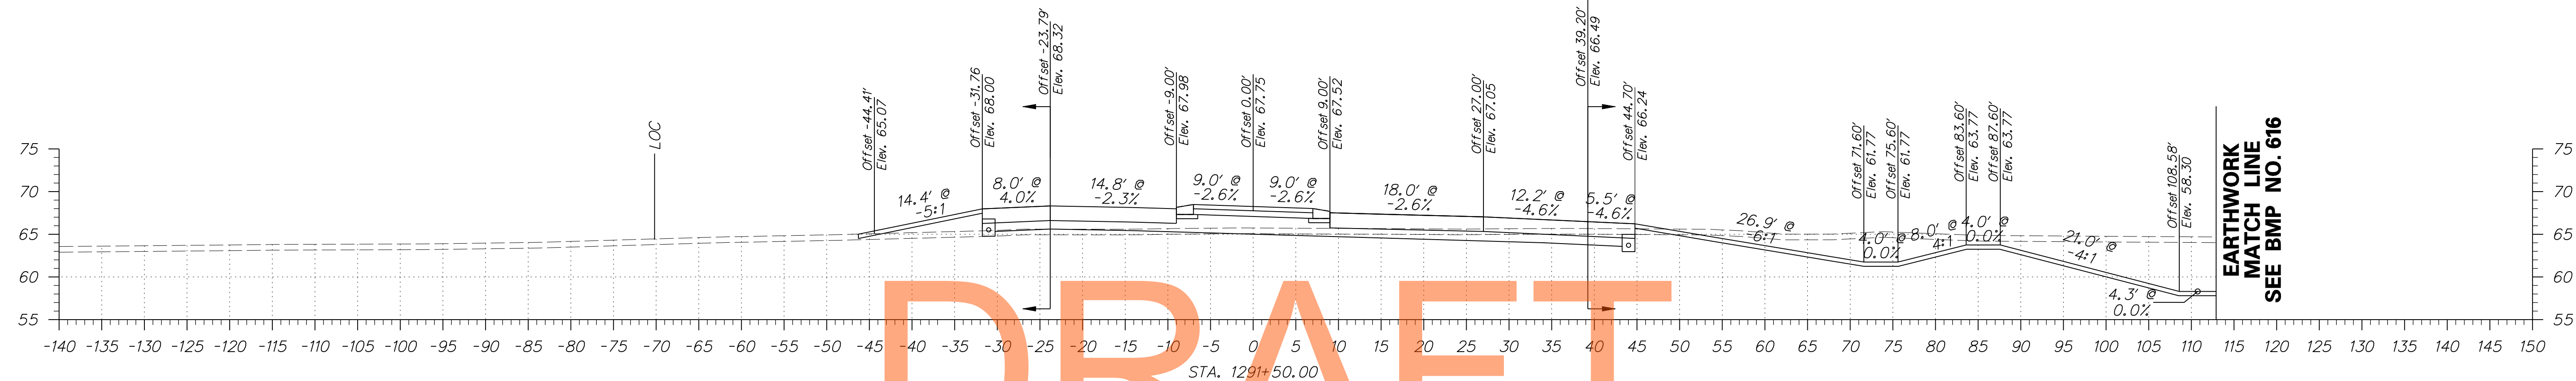 Offset -44.41'
Elev. 65.07
Offset -31.76
Elev. 68.00
Offset -23.79'
Elev. 68.32
Offset -9.00'
Elev. 67.98
Offset 0.00'
Elev. 67.75
Offset 9.00'
Elev. 67.52
Offset 27.00'
Elev. 67.05
Offset 39.20'
Elev. 66.49
Offset 44.70'
Elev. 66.24
Offset 71.60'
Elev. 61.77
Offset 75.60'
Elev. 61.77
Offset 83.60'
Elev. 63.77
Offset 87.60'
Elev. 63.77
Offset 108.58'
Elev. 58.30
LOC
14.4' @
-5:1
8.0' @
4.0%
14.8' @
-2.3%
9.0' @
-2.6%
9.0' @
-2.6%
18.0' @
-2.6%
12.2' @
-4.6%
5.5' @
-4.6%
26.9' @
-6:1
4.0' @
0.0%
8.0' @
4:1
4.0' @
0.0%
21.0' @
-4:1
4.3' @
0.0%
EARTHWORK
MATCH LINE
SEE BMP NO. 616
75
70
65
60
55
75
70
65
60
55
-140 -135 -130 -125 -120 -115 -110 -105 -100 -95 -90 -85 -80 -75 -70 -65 -60 -55 -50 -45 -40 -35 -30 -25 -20 -15 -10 -5 0 5 10 15 20 25 30 35 40 45 50 55 60 65 70 75 80 85 90 95 100 105 110 115 120 125 130 135 140 145 150
STA. 1291+50.00
DRAFT